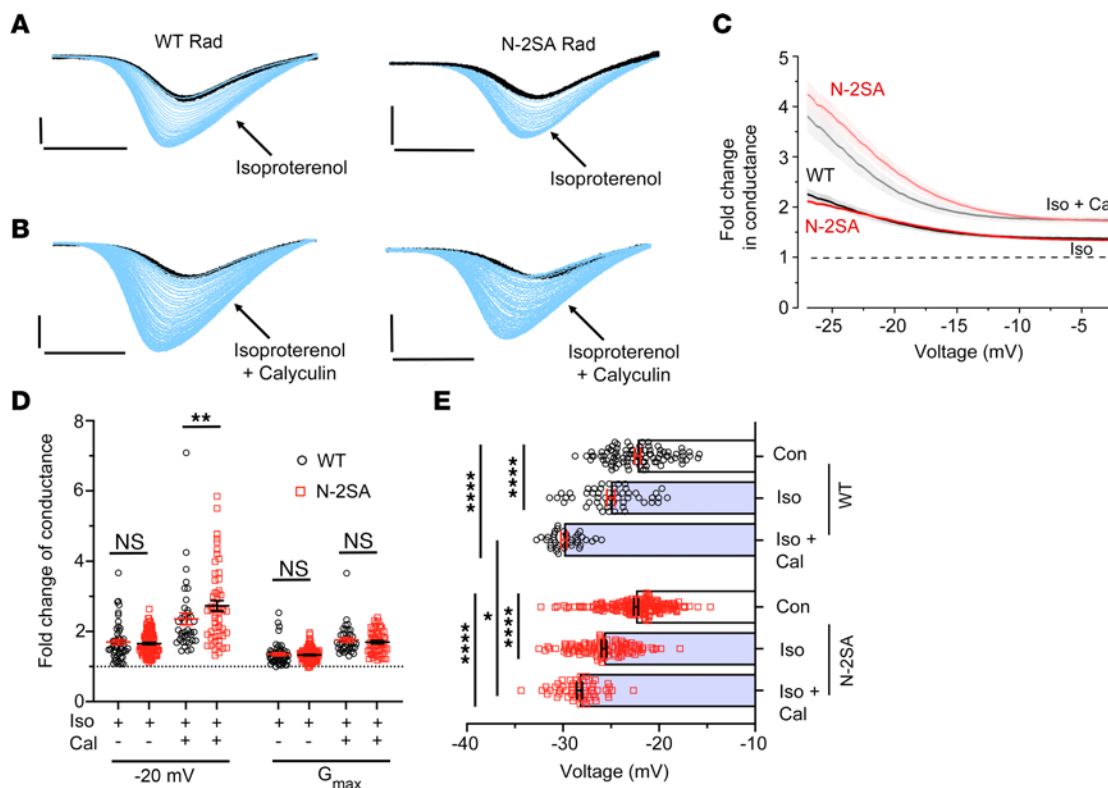 A
WT Rad
N-2SA Rad
Isoproterenol
Isoproterenol
B
Isoproterenol
+ Calyculin
Isoproterenol
+ Calyculin
C
Fold change
in conductance
5
4
3
2
1
0
N-2SA
WT
N-2SA
Iso + Ca
Iso
-25 -20 -15 -10 -5
Voltage (mV)
D
Fold change of conductance
8
6
4
2
0
**
WT
N-2SA
NS
NS
NS
Iso + + + + + + + +
Cal - - + + - - + +
-20 mV
Gmax
E
****
****
*
****
****
Con
Iso
Iso +
Cal
WT
Con
Iso
Iso +
Cal
N-2SA
-40 -30 -20 -10
Voltage (mV)